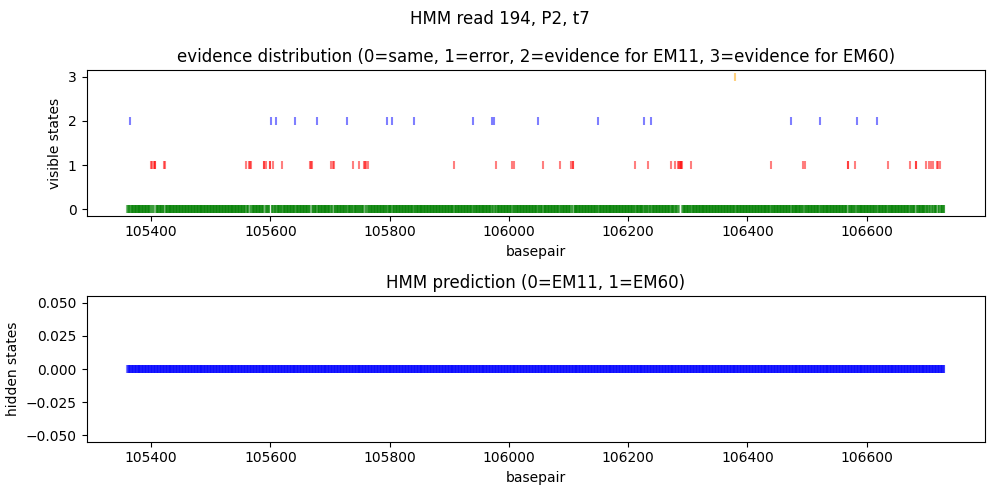 HMM read 194, P2, t7
evidence distribution (0=same, 1=error, 2=evidence for EM11, 3=evidence for EM60)
visible states
3
2
1
0
105400 105600 105800 106000 106200 106400 106600
basepair
HMM prediction (0=EM11, 1=EM60)
hidden states
0.050
0.025
0.000
−0.025
−0.050
105400 105600 105800 106000 106200 106400 106600
basepair